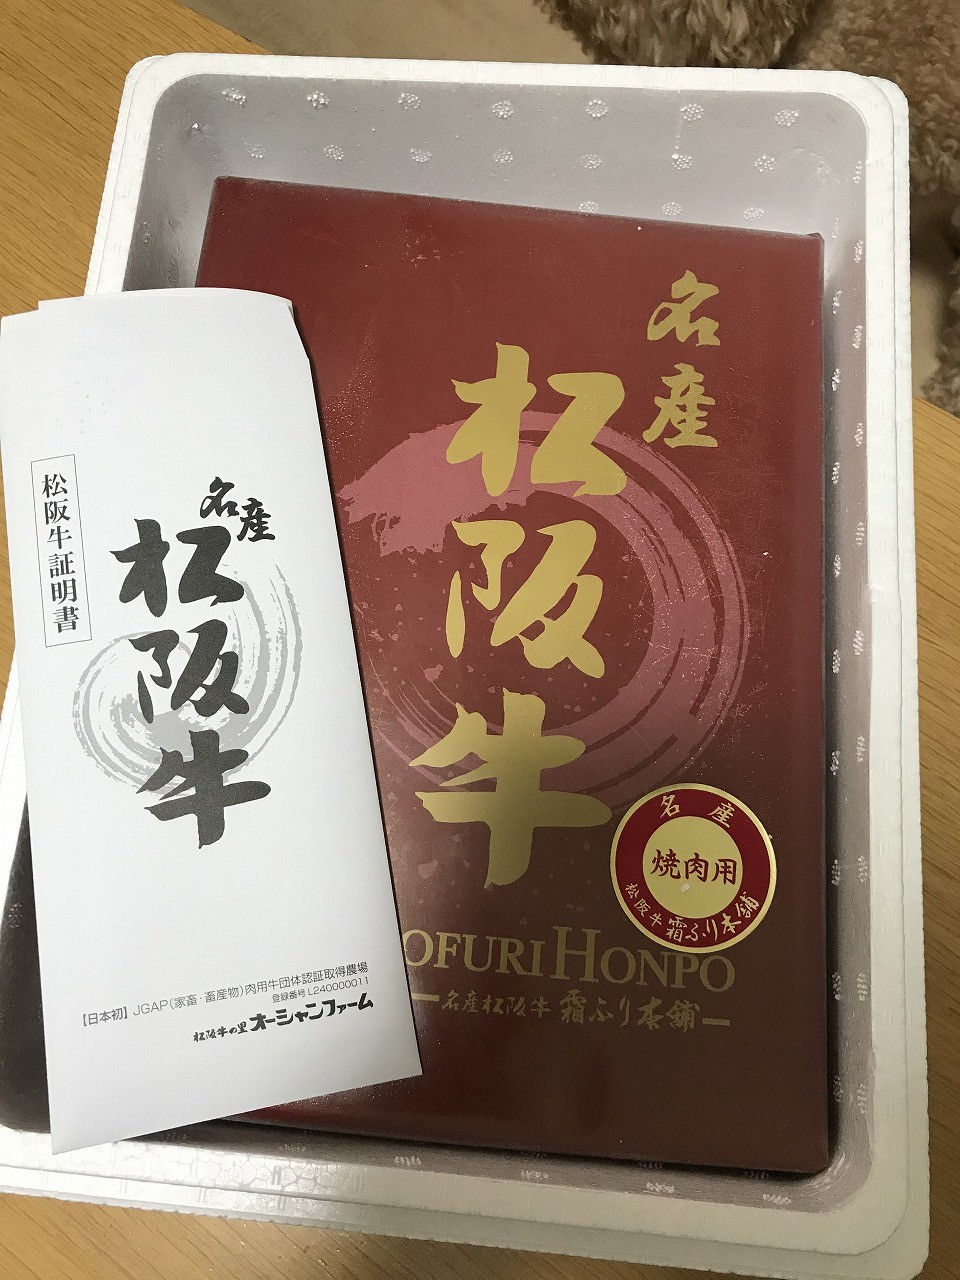 松阪牛証明書
名産
松阪牛
【日本初】JGAP(家畜・畜産物)肉用牛団体認証取得農場
登録番号 L240000011
松阪牛の里 オーシャンファーム
名産
松阪牛
名産
焼肉用
松阪牛 霜ふり本舗
OFURI HONPO
名産松阪牛 霜ふり本舗